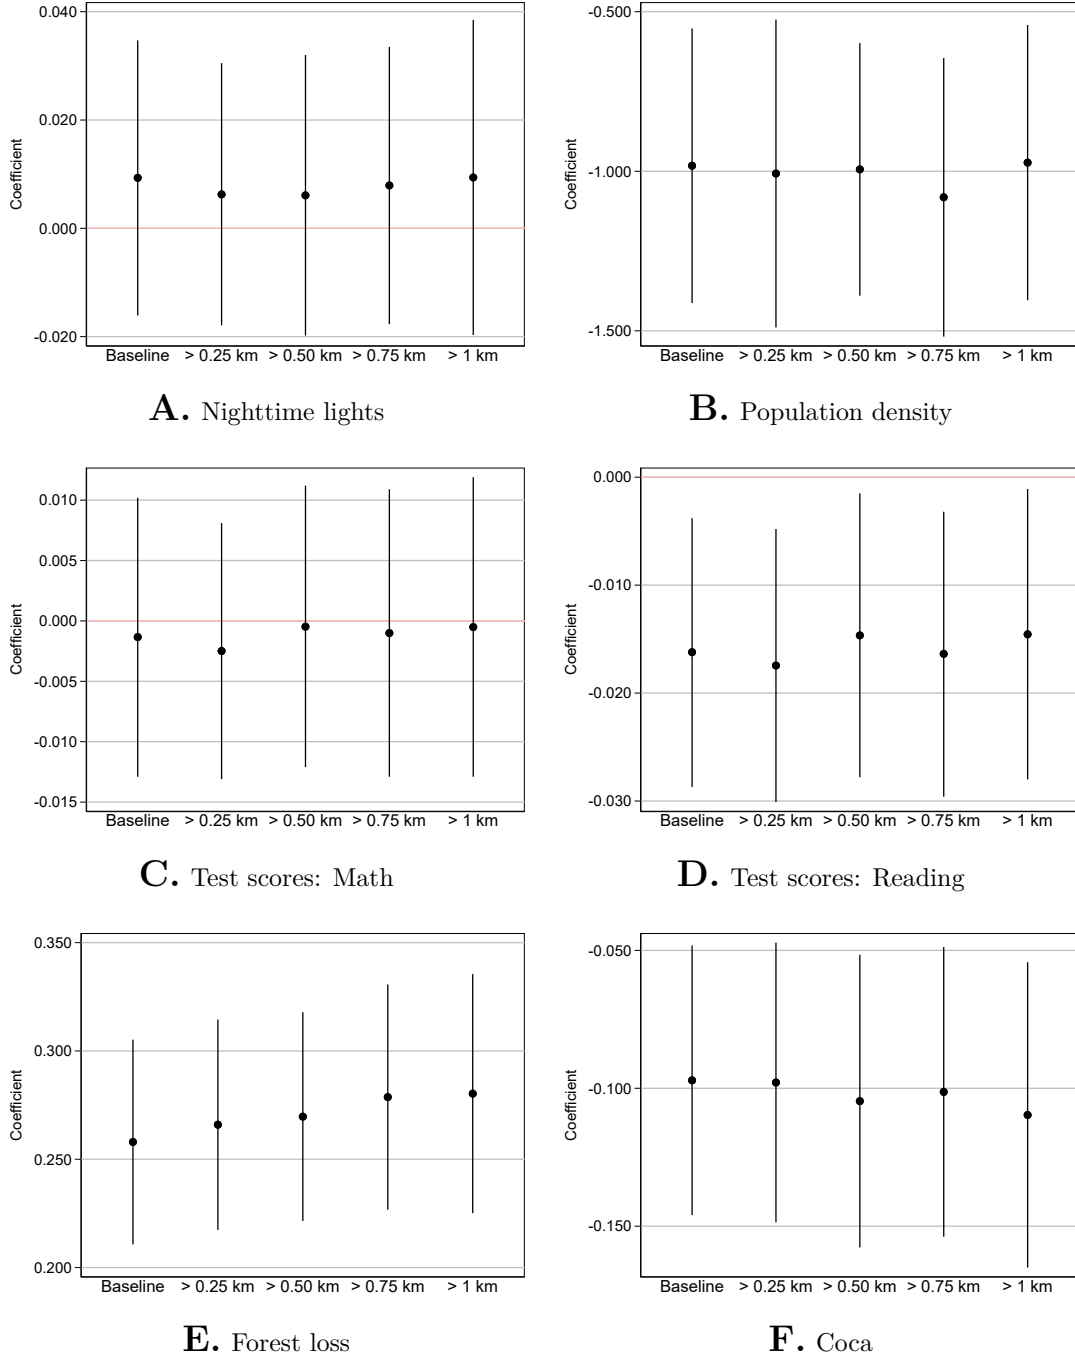 0.040
0.020
0.000
-0.020
Coefficient
Baseline > 0.25 km > 0.50 km > 0.75 km > 1 km
A. Nighttime lights
-0.500
-1.000
-1.500
Coefficient
Baseline > 0.25 km > 0.50 km > 0.75 km > 1 km
B. Population density
0.010
0.005
0.000
-0.005
-0.010
-0.015
Coefficient
Baseline > 0.25 km > 0.50 km > 0.75 km > 1 km
C. Test scores: Math
0.000
-0.010
-0.020
-0.030
Coefficient
Baseline > 0.25 km > 0.50 km > 0.75 km > 1 km
D. Test scores: Reading
0.350
0.300
0.250
0.200
Coefficient
Baseline > 0.25 km > 0.50 km > 0.75 km > 1 km
E. Forest loss
-0.050
-0.100
-0.150
Coefficient
Baseline > 0.25 km > 0.50 km > 0.75 km > 1 km
F. Coca